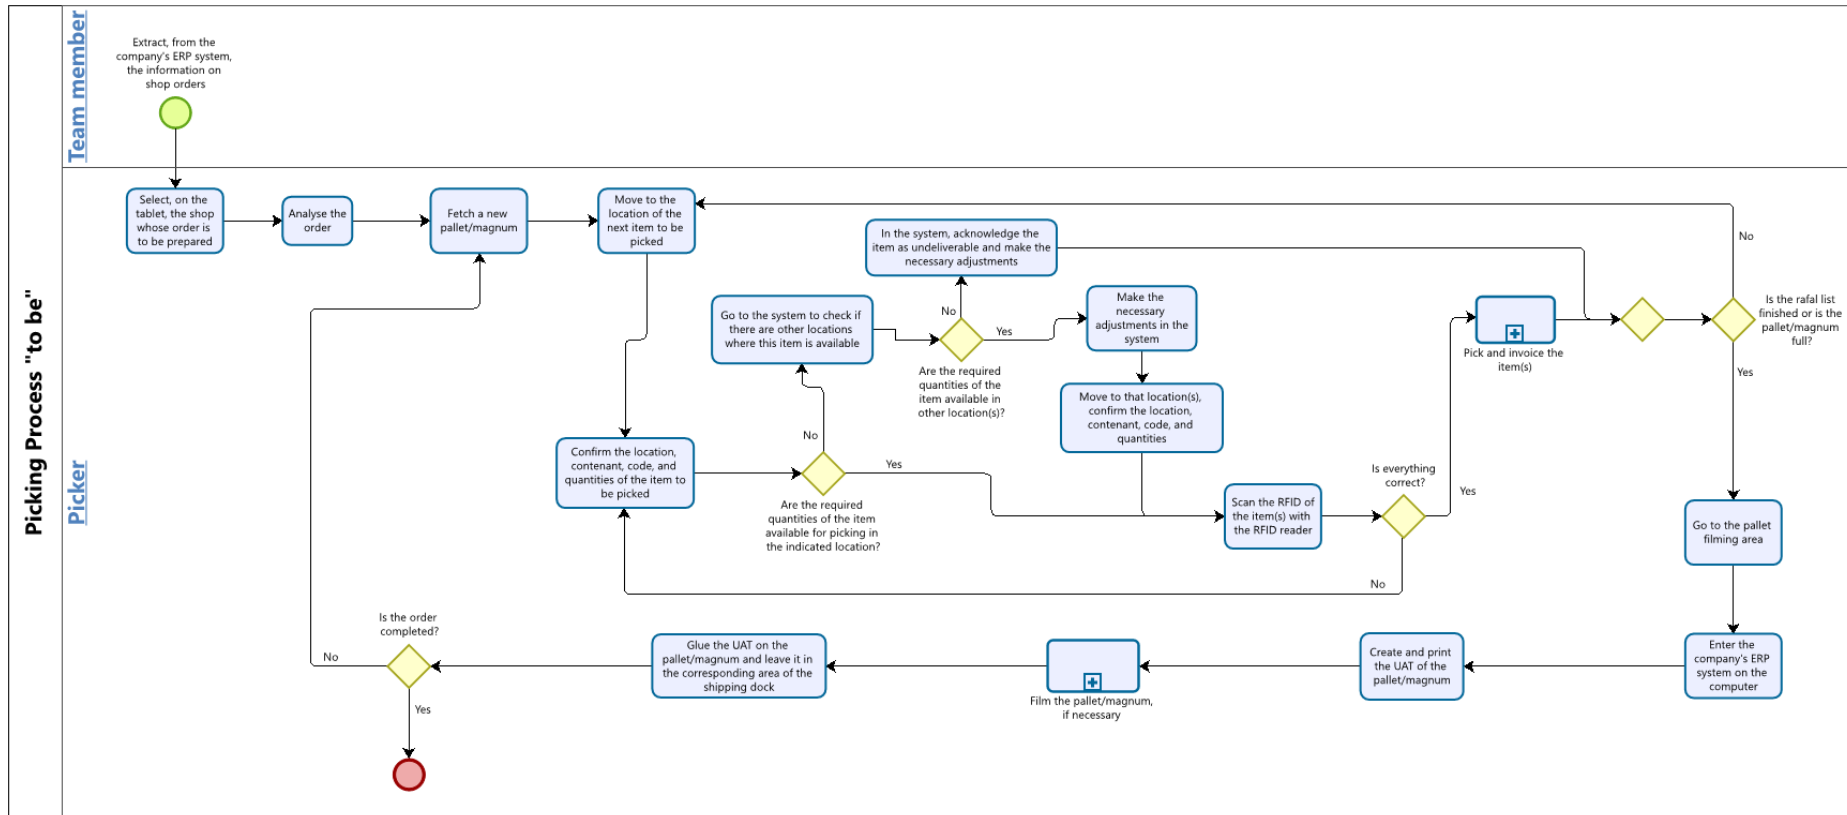 Picking Process "to be"
Team member
Extract, from the
company's ERP system,
the information on
shop orders
Picker
Select, on the
tablet, the shop
whose order is
to be prepared
Analyse the
order
Fetch a new
pallet/magnum
Move to the
location of the
next item to be
picked
In the system, acknowledge the
item as undeliverable and make the
necessary adjustments
No
Go to the system to check if
there are other locations
where this item is available
No
Yes
Are the required
quantities of the
item available in
other location(s)?
Make the
necessary
adjustments in the
system
Move to that location(s),
confirm the location,
contenant, code, and
quantities
Pick and invoice the
item(s)
Is the rafal list
finished or is the
pallet/magnum
full?
Yes
Confirm the location,
contenant, code, and
quantities of the item to
be picked
No
Yes
Are the required
quantities of the item
available for picking in
the indicated location?
Scan the RFID of
the item(s) with
the RFID reader
Is everything
correct?
Yes
No
Go to the pallet
filming area
Enter the
company's ERP
system on the
computer
Create and print
the UAT of the
pallet/magnum
Film the pallet/magnum,
if necessary
Glue the UAT on the
pallet/magnum and leave it in
the corresponding area of the
shipping dock
Is the order
completed?
No
Yes